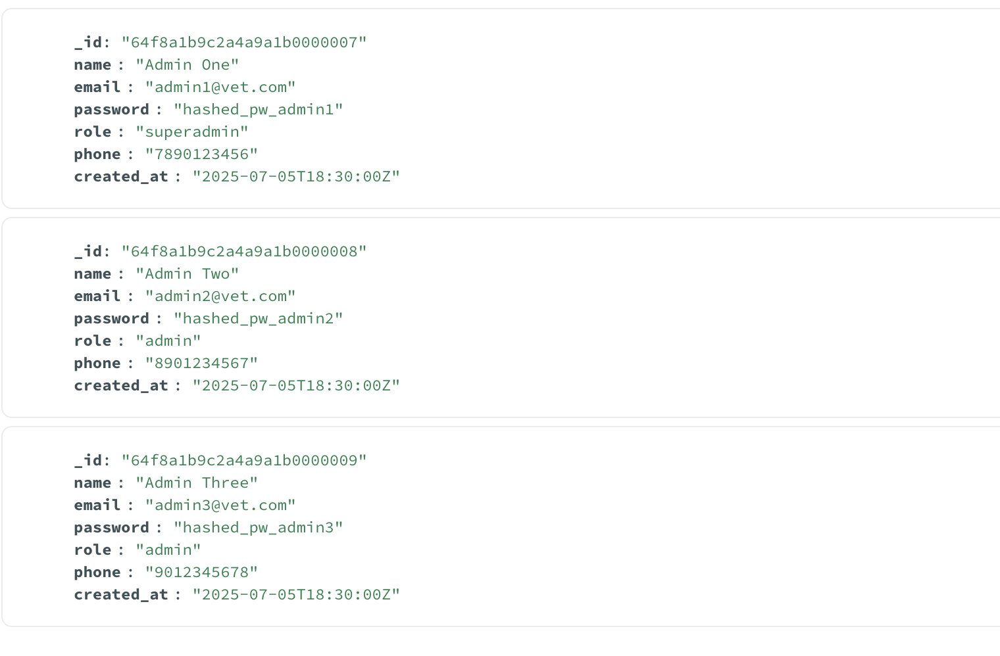 _id: "64f8a1b9c2a4a9a1b0000007"
name : "Admin One"
email : "admin1@vet.com"
password : "hashed_pw_admin1"
role : "superadmin"
phone : "7890123456"
created_at : "2025-07-05T18:30:00Z"
_id: "64f8a1b9c2a4a9a1b0000008"
name : "Admin Two"
email : "admin2@vet.com"
password : "hashed_pw_admin2"
role : "admin"
phone : "8901234567"
created_at : "2025-07-05T18:30:00Z"
_id: "64f8a1b9c2a4a9a1b0000009"
name : "Admin Three"
email : "admin3@vet.com"
password : "hashed_pw_admin3"
role : "admin"
phone : "9012345678"
created_at : "2025-07-05T18:30:00Z"